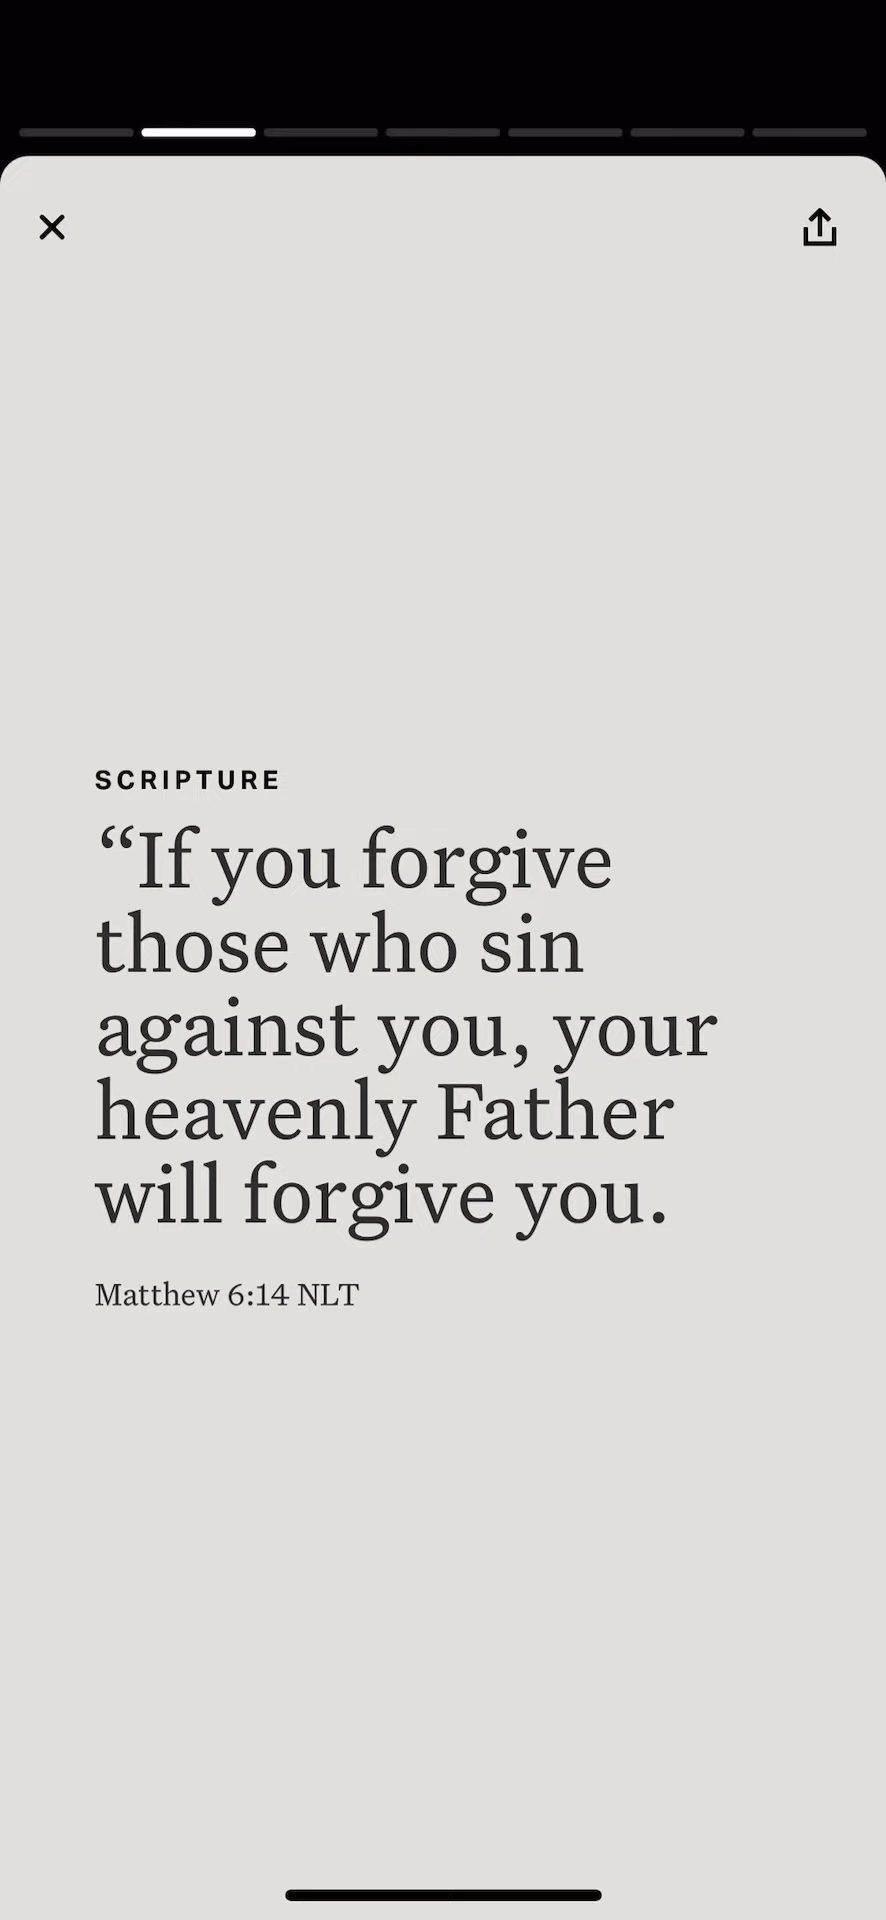 SCRIPTURE
“If you forgive
those who sin
against you, your
heavenly Father
will forgive you.
Matthew 6:14 NLT